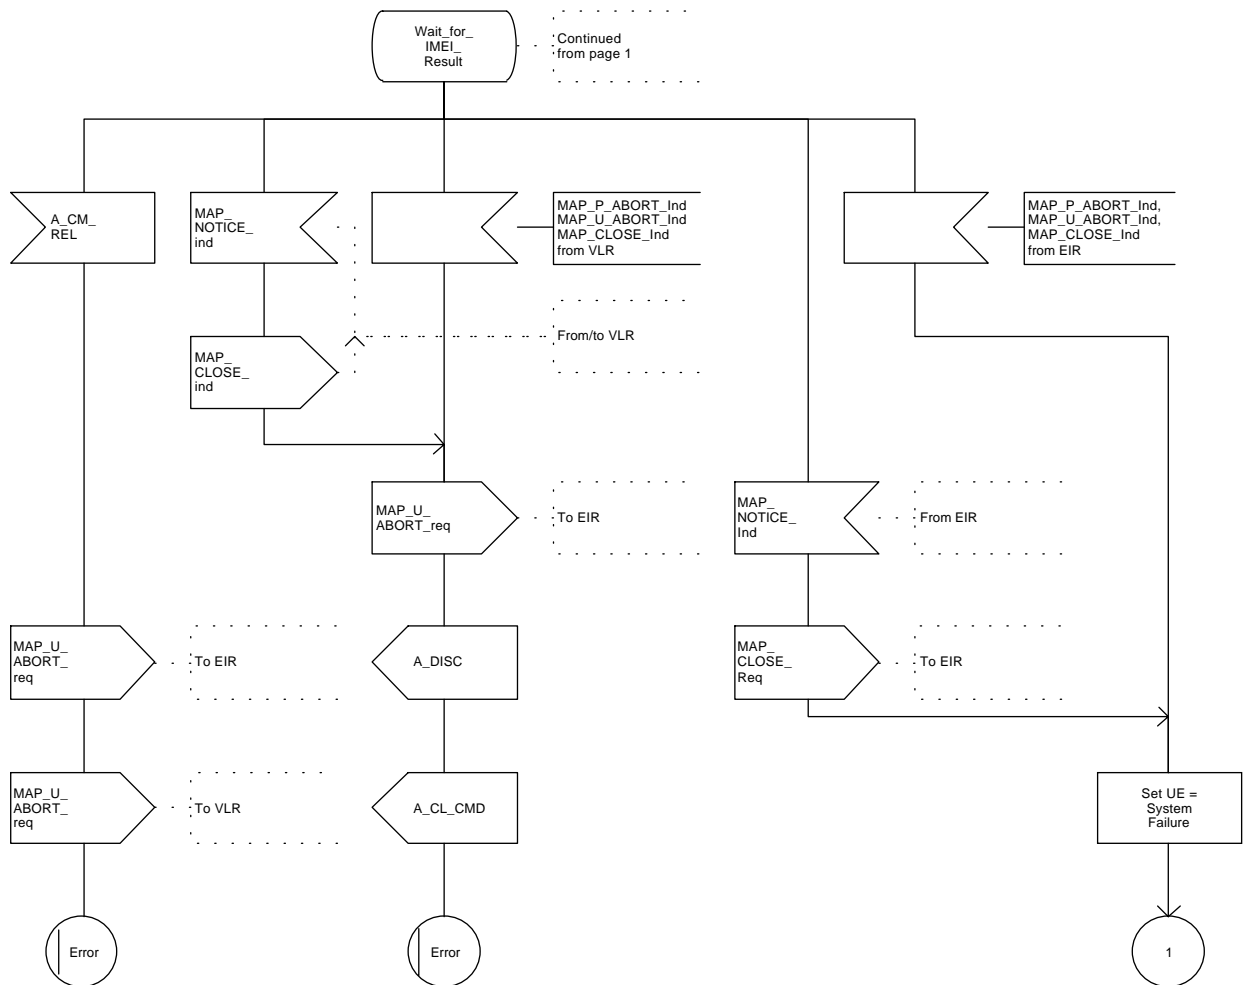 Wait_for_
IMEI_
Result
Continued
from page 1
A_CM_
REL
MAP_
NOTICE_
ind
MAP_P_ABORT_Ind
MAP_U_ABORT_Ind
MAP_CLOSE_Ind
from VLR
MAP_P_ABORT_Ind,
MAP_U_ABORT_Ind,
MAP_CLOSE_Ind
from EIR
MAP_
CLOSE_
ind
From/to VLR
MAP_U_
ABORT_req
To EIR
MAP_
NOTICE_
Ind
From EIR
MAP_U_
ABORT_
req
To EIR
A_DISC
MAP_
CLOSE_
Req
To EIR
MAP_U_
ABORT_
req
To VLR
A_CL_CMD
Set UE =
System
Failure
Error
Error
1